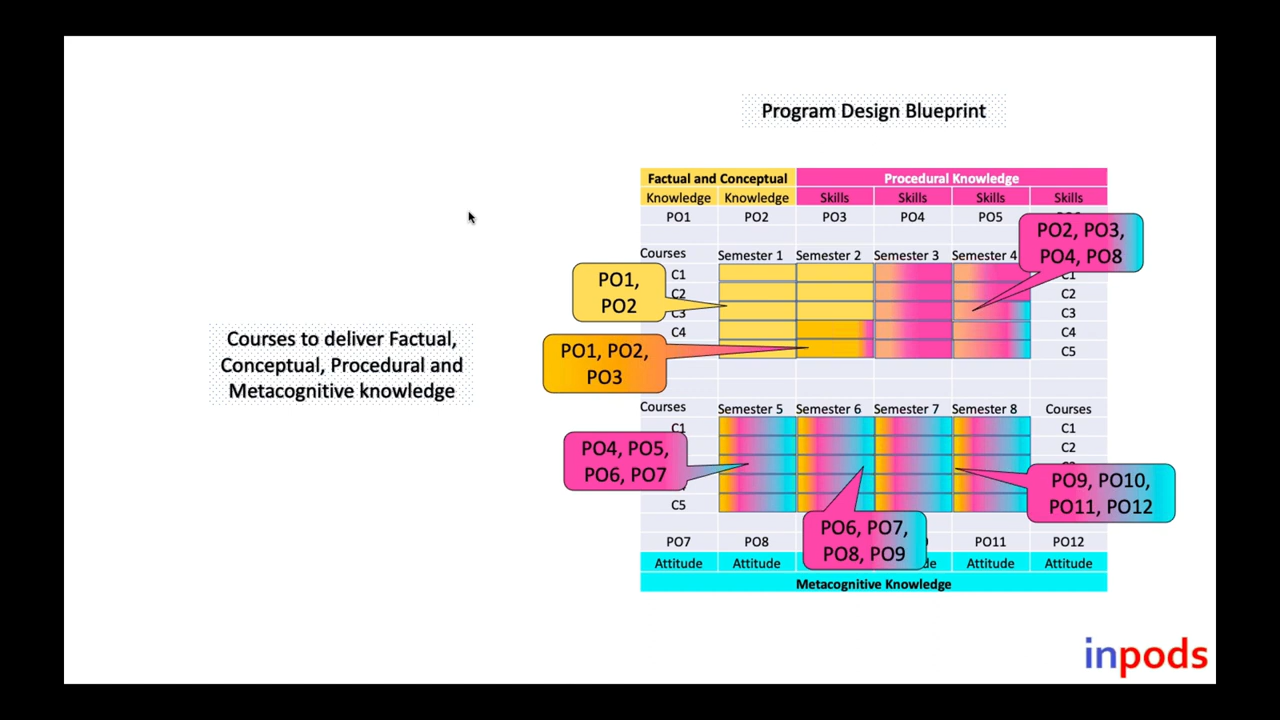 Program Design Blueprint
Courses to deliver Factual,
Conceptual, Procedural and
Metacognitive knowledge
Factual and Conceptual Procedural Knowledge
Knowledge Knowledge Skills Skills Skills Skills
PO1 PO2 PO3 PO4 PO5
PO2, PO3,
PO4, PO8
Courses Semester 1 Semester 2 Semester 3 Semester 4
C1 C1
C2 C2
C3 C3
C4 C4
C5
PO1,
PO2
PO1, PO2,
PO3
Courses Semester 5 Semester 6 Semester 7 Semester 8 Courses
C1 C1
C2
C5
PO4, PO5,
PO6, PO7
PO9, PO10,
PO11, PO12
PO6, PO7,
PO8, PO9
PO7 PO8 PO11 PO12
Attitude Attitude Attitude Attitude
Metacognitive Knowledge
inpods